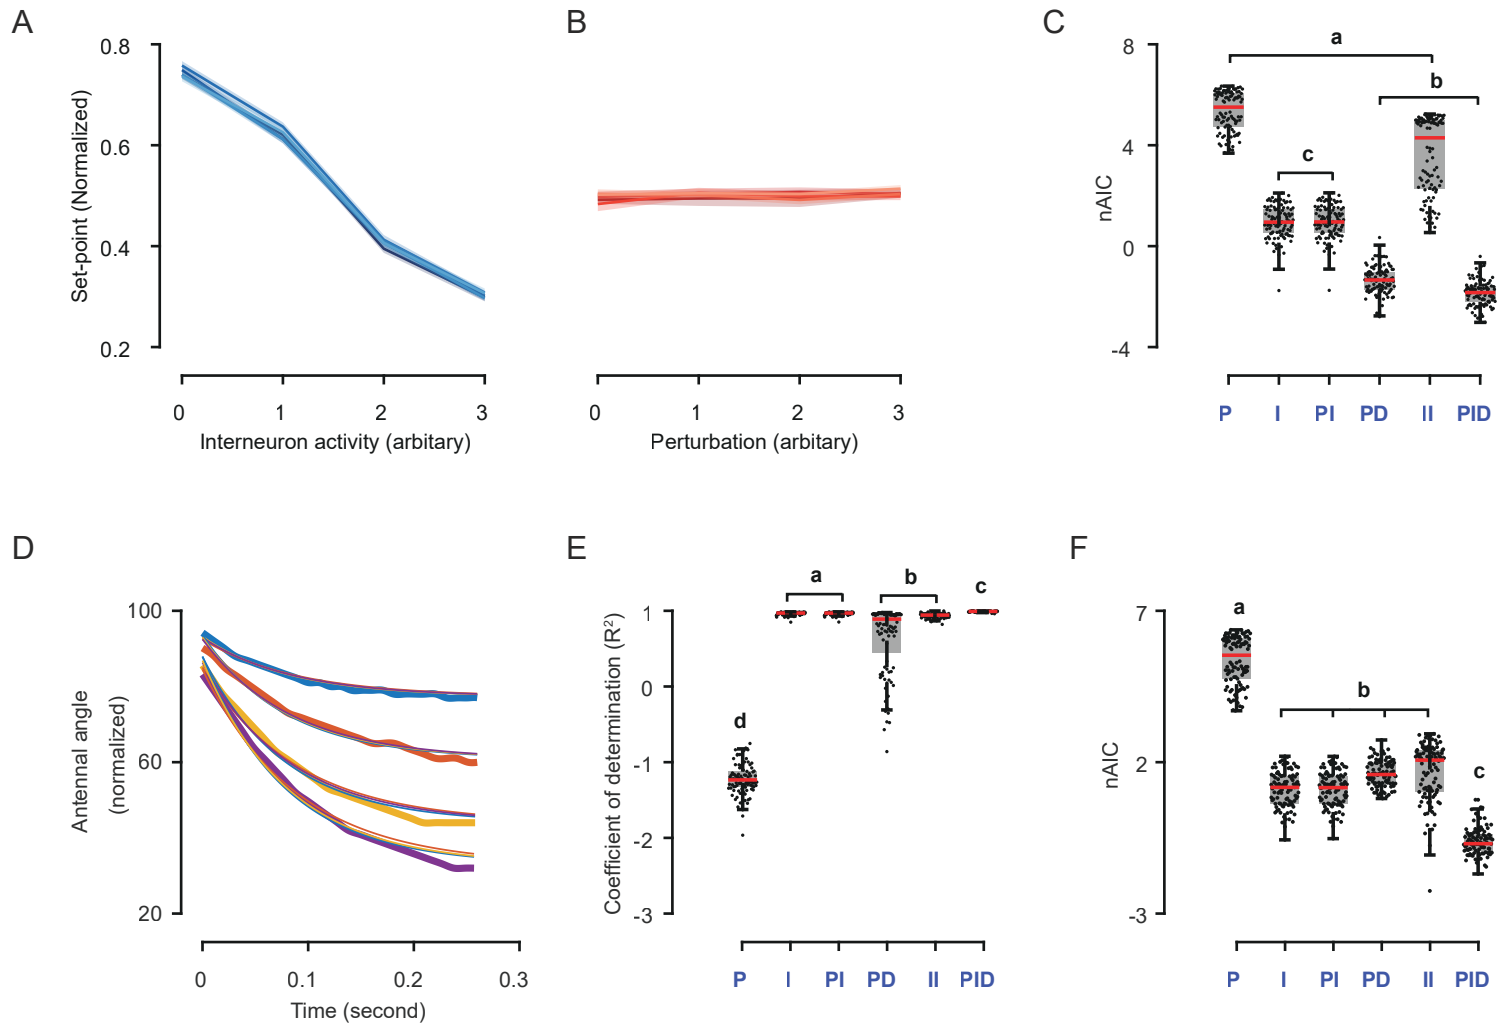 A
B
C
0.8
0.6
0.4
0.2
Set-point (Normalized)
0 1 2 3
Interneuron activity (arbitary)
0 1 2 3
Perturbation (arbitary)
8
4
0
-4
nAIC
a
b
c
P I PI PD II PID
D
E
F
100
60
20
Antennal angle
(normalized)
0 0.1 0.2 0.3
Time (second)
1
0
-1
-2
-3
Coefficient of determination (R²)
a
b
c
d
P I PI PD II PID
7
2
-3
nAIC
a
b
c
P I PI PD II PID